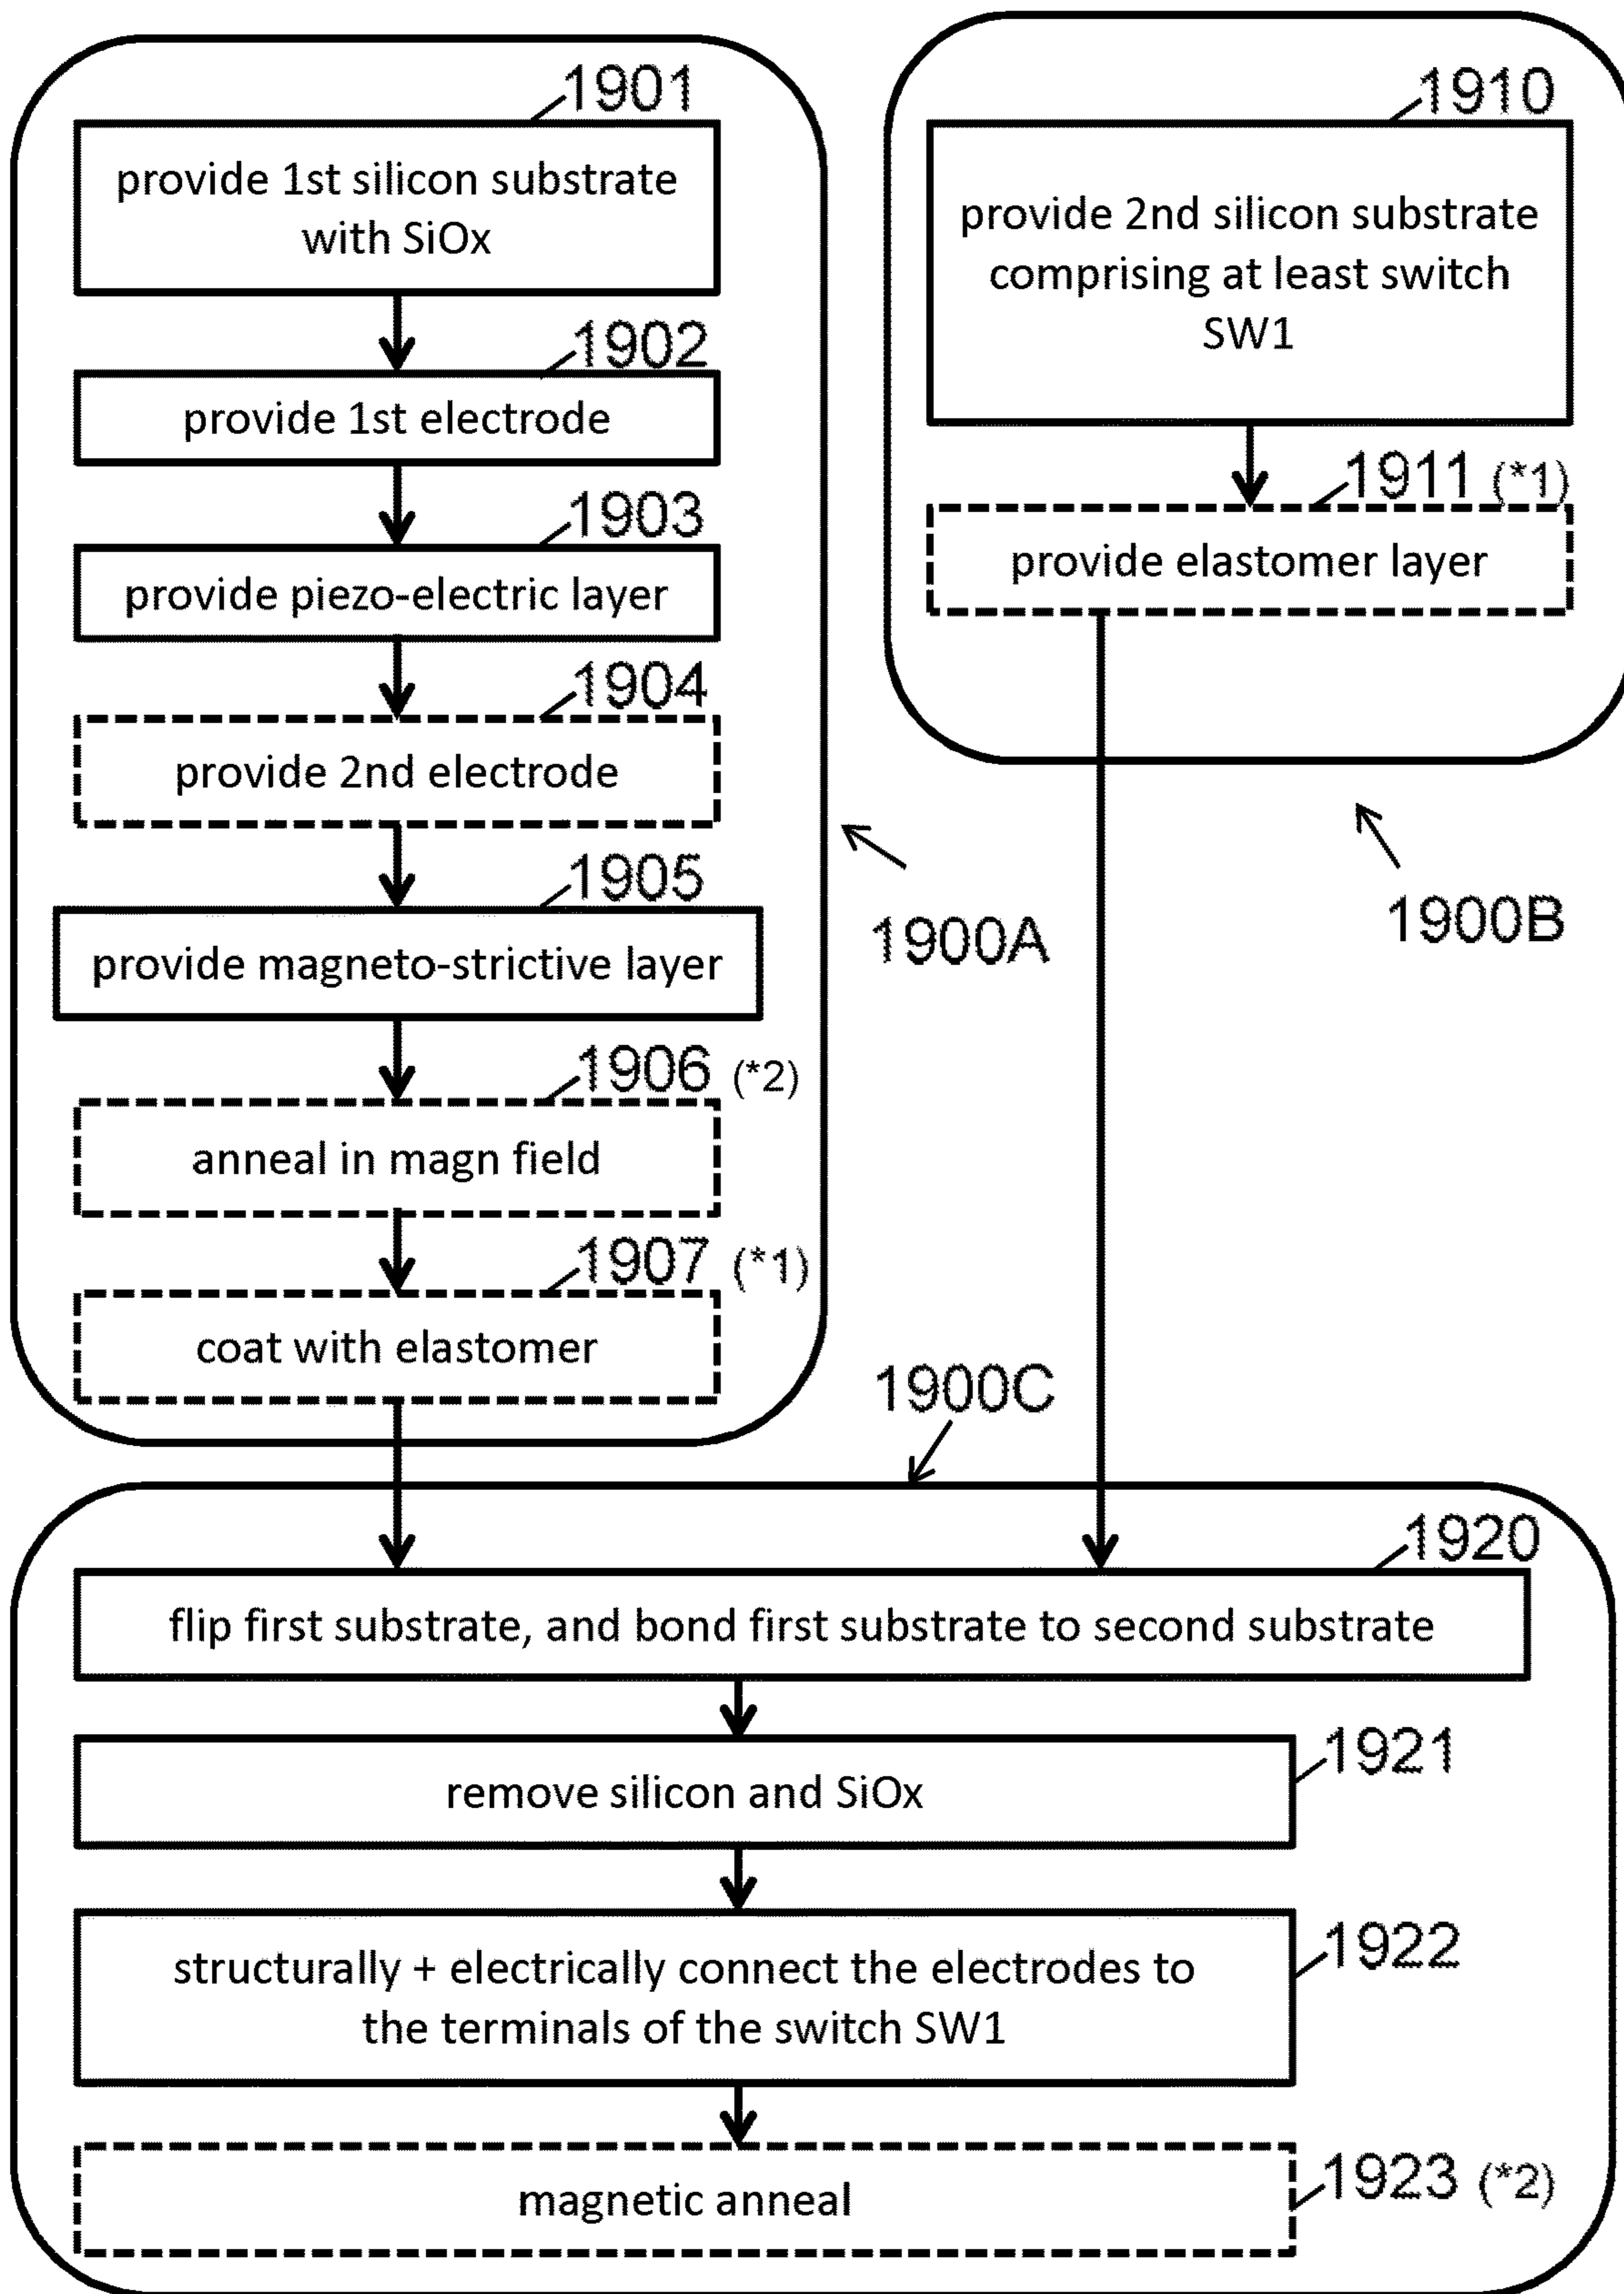 1901
provide 1st silicon substrate
with SiOx
1902
provide 1st electrode
1903
provide piezo-electric layer
1904
provide 2nd electrode
1905
provide magneto-strictive layer
1906 (*2)
anneal in magn field
1907 (*1)
coat with elastomer
1900A
1910
provide 2nd silicon substrate
comprising at least switch
SW1
1911 (*1)
provide elastomer layer
1900B
1900C
1920
flip first substrate, and bond first substrate to second substrate
1921
remove silicon and SiOx
1922
structurally + electrically connect the electrodes to
the terminals of the switch SW1
1923 (*2)
magnetic anneal